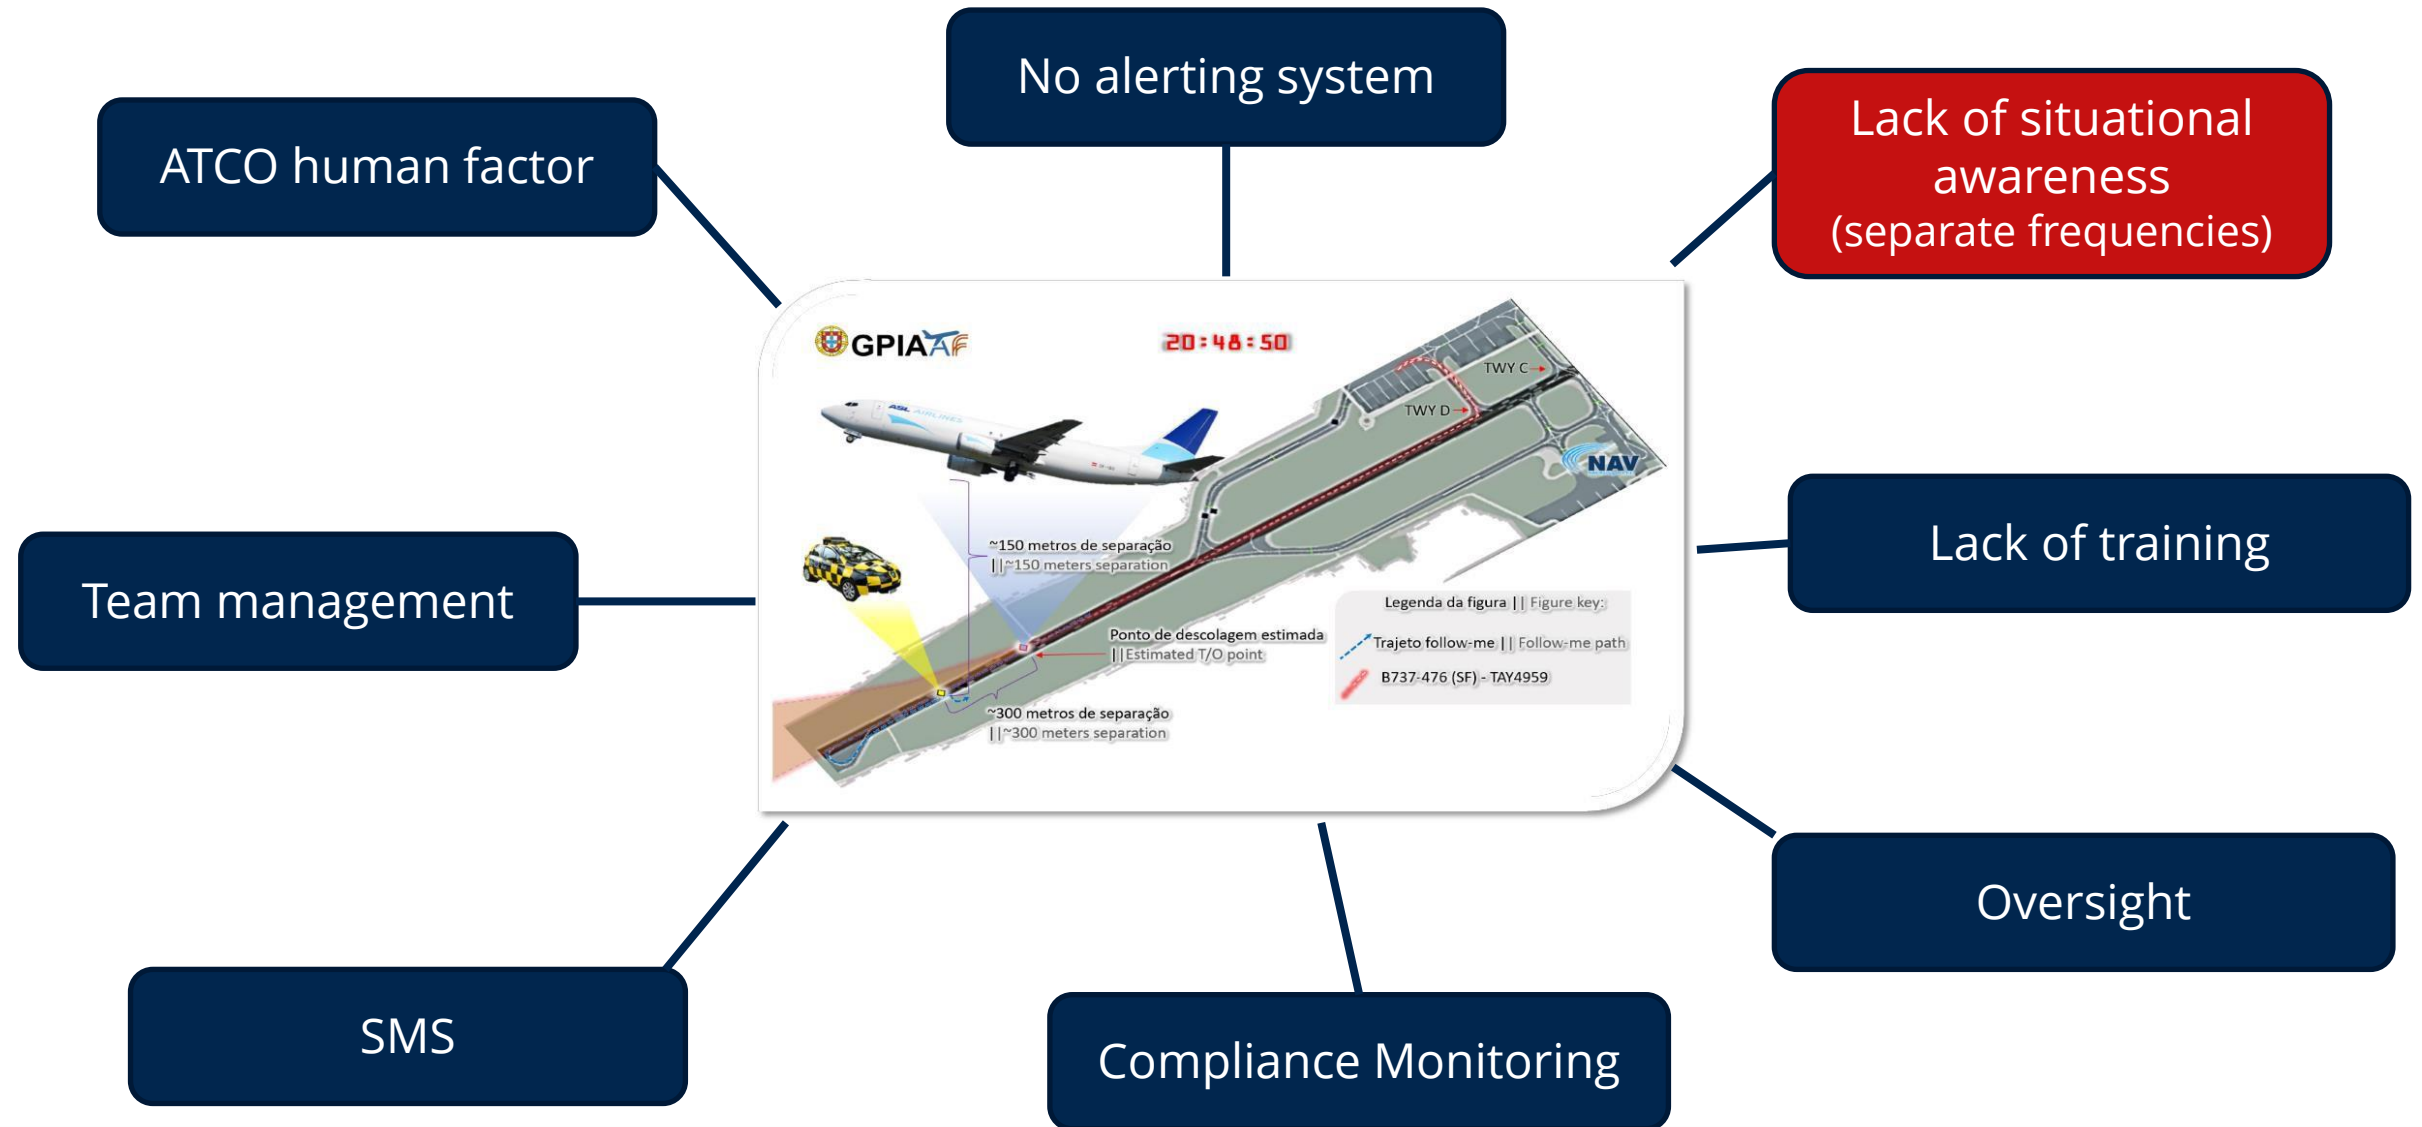 No alerting system
ATCO human factor
Lack of situational
awareness
(separate frequencies)
GPIAAF
20:48:50
TWY C
TWY D
ASL AIRLINES
NAV
~150 metros de separação
||~150 meters separation
Legenda da figura || Figure key:
Trajeto follow-me || Follow-me path
B737-476 (SF) - TAY4959
Ponto de descolagem estimada
||Estimated T/O point
~300 metros de separação
||~300 meters separation
Lack of training
Team management
Oversight
SMS
Compliance Monitoring